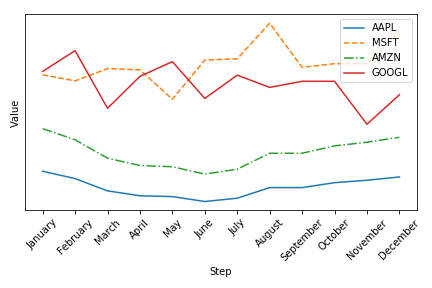 AAPL
MSFT
AMZN
GOOGL
Value
January
February
March
April
May
June
July
August
September
October
November
December
Step